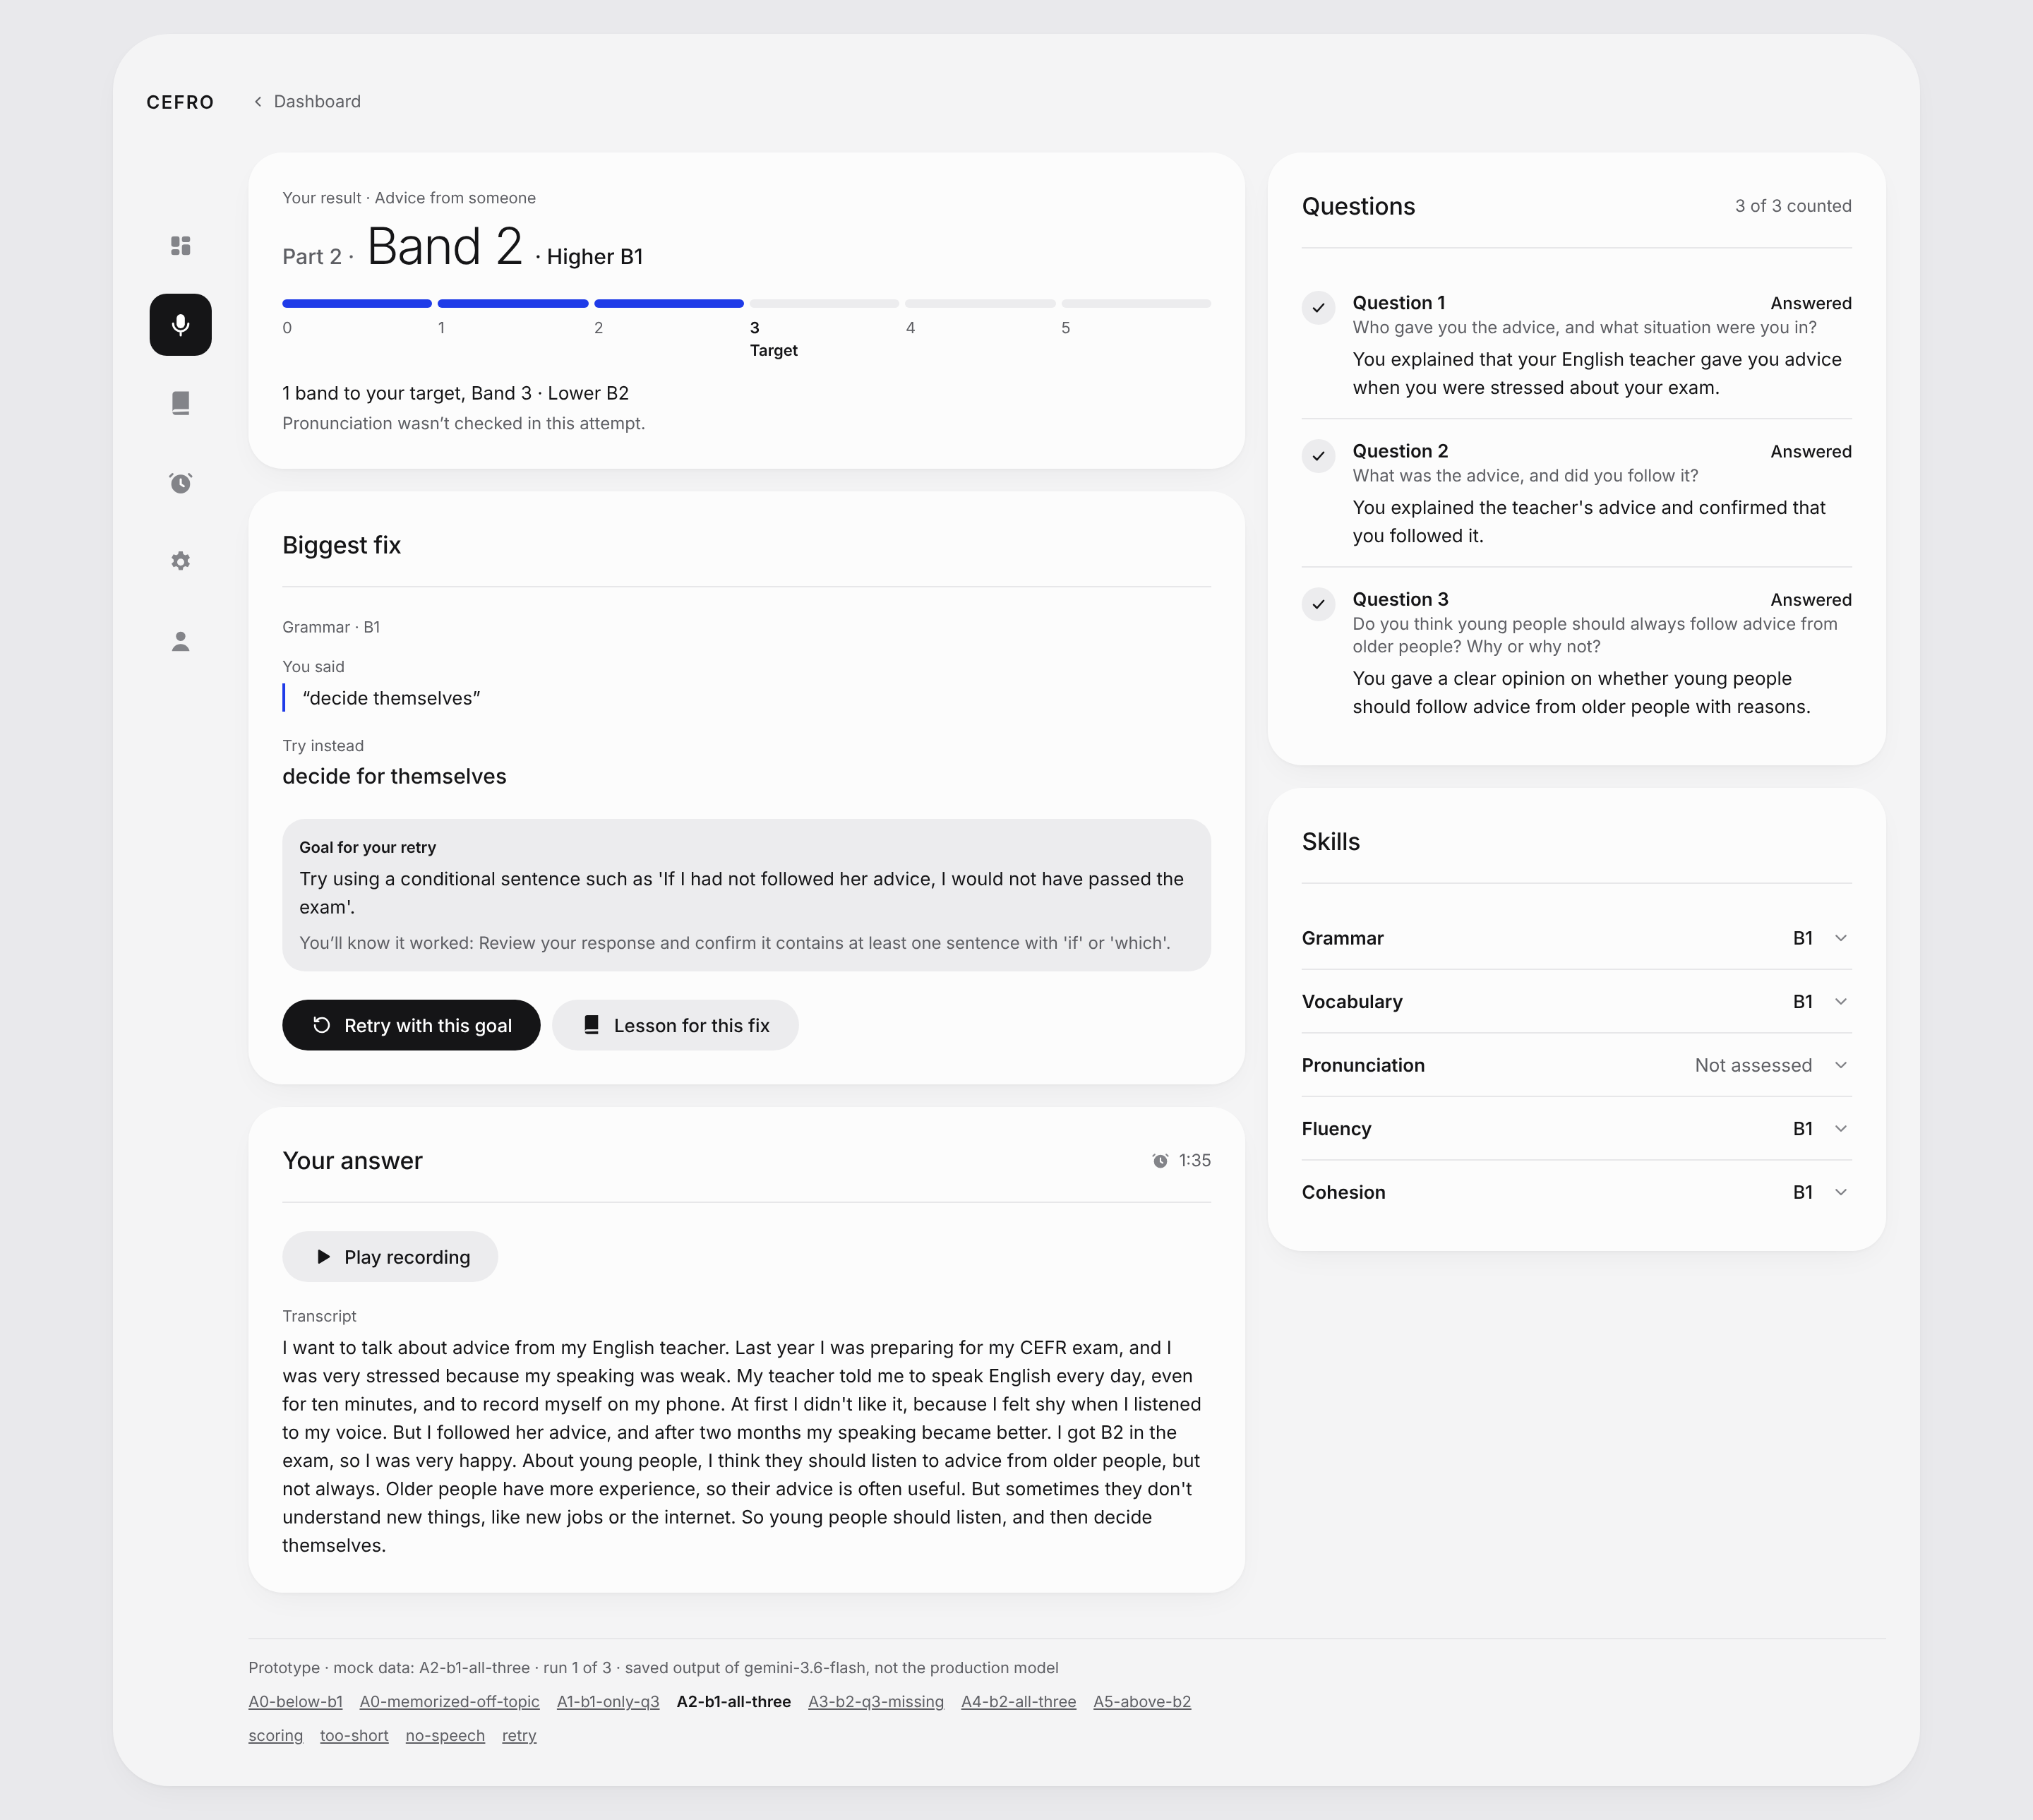 CEFRO
Dashboard
Your result · Advice from someone
Part 2 · Band 2 · Higher B1
0 1 2 3 4 5
Target
1 band to your target, Band 3 · Lower B2
Pronunciation wasn’t checked in this attempt.
Biggest fix
Grammar · B1
You said
“decide themselves”
Try instead
decide for themselves
Goal for your retry
Try using a conditional sentence such as 'If I had not followed her advice, I would not have passed the
exam'.
You’ll know it worked: Review your response and confirm it contains at least one sentence with 'if' or 'which'.
Retry with this goal
Lesson for this fix
Your answer
1:35
Play recording
Transcript
I want to talk about advice from my English teacher. Last year I was preparing for my CEFR exam, and I
was very stressed because my speaking was weak. My teacher told me to speak English every day, even
for ten minutes, and to record myself on my phone. At first I didn't like it, because I felt shy when I listened
to my voice. But I followed her advice, and after two months my speaking became better. I got B2 in the
exam, so I was very happy. About young people, I think they should listen to advice from older people, but
not always. Older people have more experience, so their advice is often useful. But sometimes they don't
understand new things, like new jobs or the internet. So young people should listen, and then decide
themselves.
Questions
3 of 3 counted
Question 1
Answered
Who gave you the advice, and what situation were you in?
You explained that your English teacher gave you advice
when you were stressed about your exam.
Question 2
Answered
What was the advice, and did you follow it?
You explained the teacher's advice and confirmed that
you followed it.
Question 3
Answered
Do you think young people should always follow advice from
older people? Why or why not?
You gave a clear opinion on whether young people
should follow advice from older people with reasons.
Skills
Grammar B1
Vocabulary B1
Pronunciation Not assessed
Fluency B1
Cohesion B1
Prototype · mock data: A2-b1-all-three · run 1 of 3 · saved output of gemini-3.6-flash, not the production model
A0-below-b1 A0-memorized-off-topic A1-b1-only-q3 A2-b1-all-three A3-b2-q3-missing A4-b2-all-three A5-above-b2
scoring too-short no-speech retry